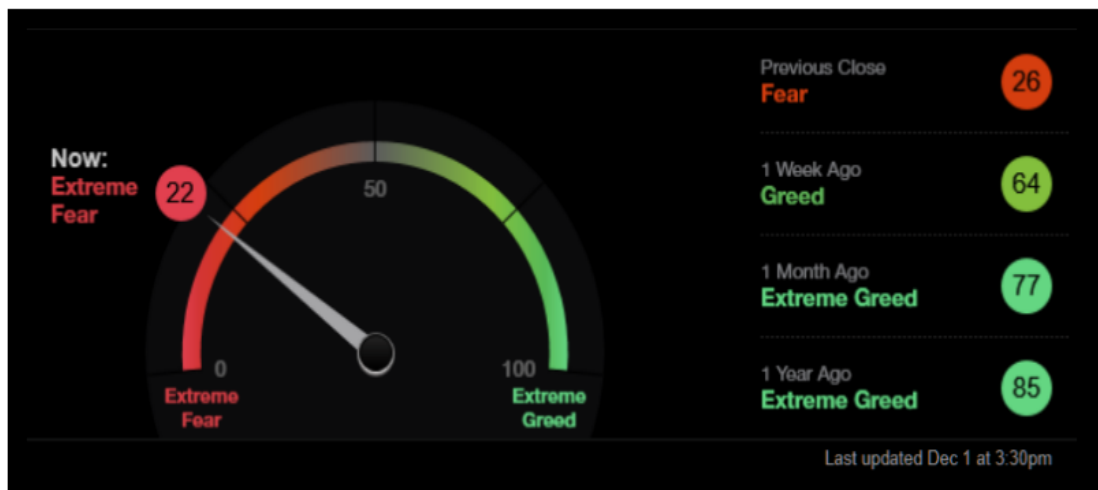 Now:
Extreme
Fear
22
50
0
100
Extreme
Fear
Extreme
Greed
Previous Close
Fear
26
1 Week Ago
Greed
64
1 Month Ago
Extreme Greed
77
1 Year Ago
Extreme Greed
85
Last updated Dec 1 at 3:30pm